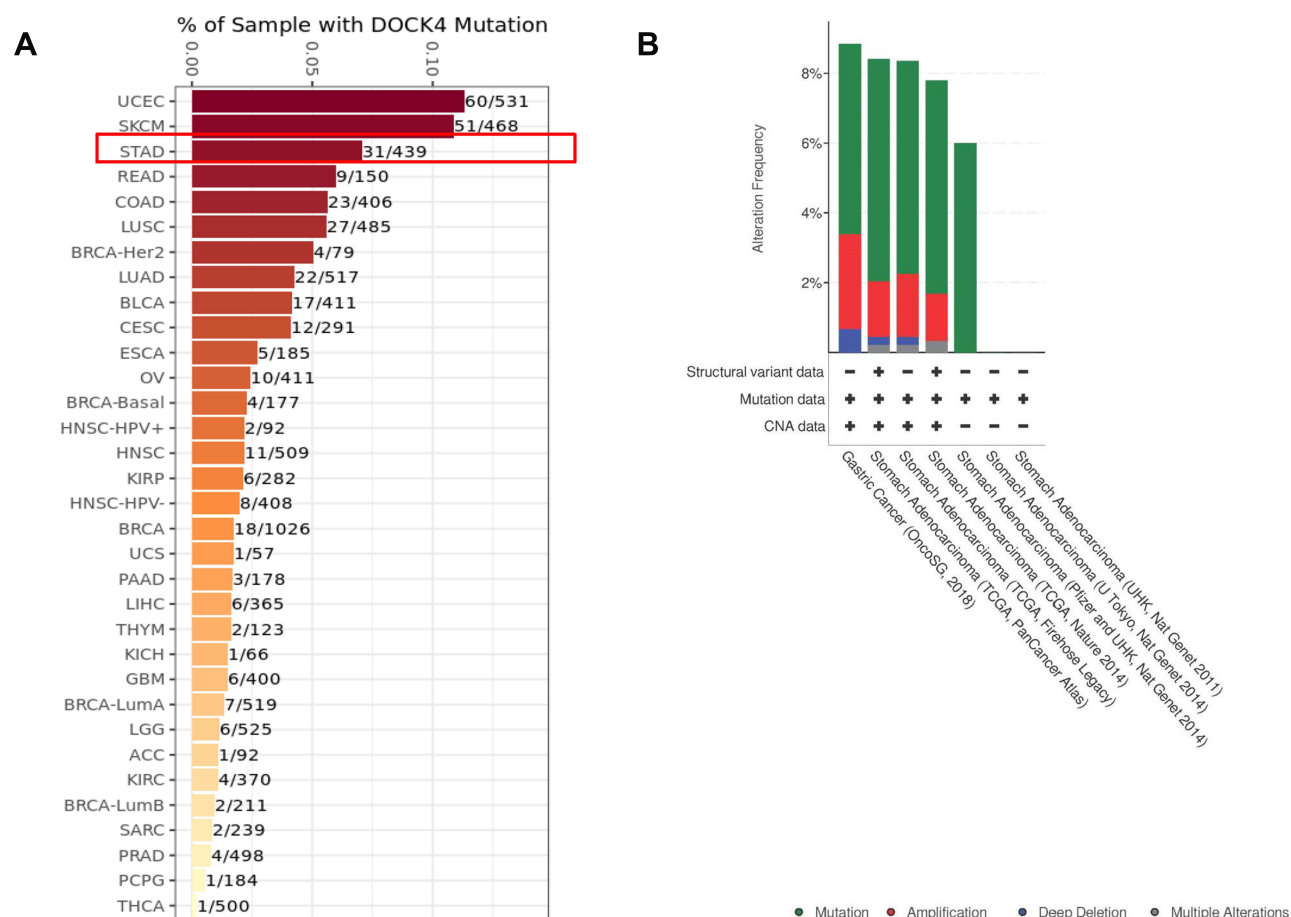 A
% of Sample with DOCK4 Mutation
0.00
0.05
0.10
UCEC 60/531
SKCM 51/468
STAD 31/439
READ 9/150
COAD 23/406
LUSC 27/485
BRCA-Her2 4/79
LUAD 22/517
BLCA 17/411
CESC 12/291
ESCA 5/185
OV 10/411
BRCA-Basal 4/177
HNSC-HPV+ 2/92
HNSC 11/509
KIRP 6/282
HNSC-HPV- 8/408
BRCA 18/1026
UCS 1/57
PAAD 3/178
LIHC 6/365
THYM 2/123
KICH 1/66
GBM 6/400
BRCA-LumA 7/519
LGG 6/525
ACC 1/92
KIRC 4/370
BRCA-LumB 2/211
SARC 2/239
PRAD 4/498
PCPG 1/184
THCA 1/500
B
Alteration Frequency
8%
6%
4%
2%
Structural variant data - + - + - - -
Mutation data + + + + + + +
CNA data + + + + - - -
Gastric Cancer (OncoSG, 2018)
Stomach Adenocarcinoma (TCGA, PanCancer Atlas)
Stomach Adenocarcinoma (TCGA, Firehose Legacy)
Stomach Adenocarcinoma (TCGA, Nature 2014)
Stomach Adenocarcinoma (Pfizer and UHK, Nat Genet 2014)
Stomach Adenocarcinoma (U Tokyo, Nat Genet 2014)
Stomach Adenocarcinoma (UHK, Nat Genet 2011)
Mutation
Amplification
Deep Deletion
Multiple Alterations